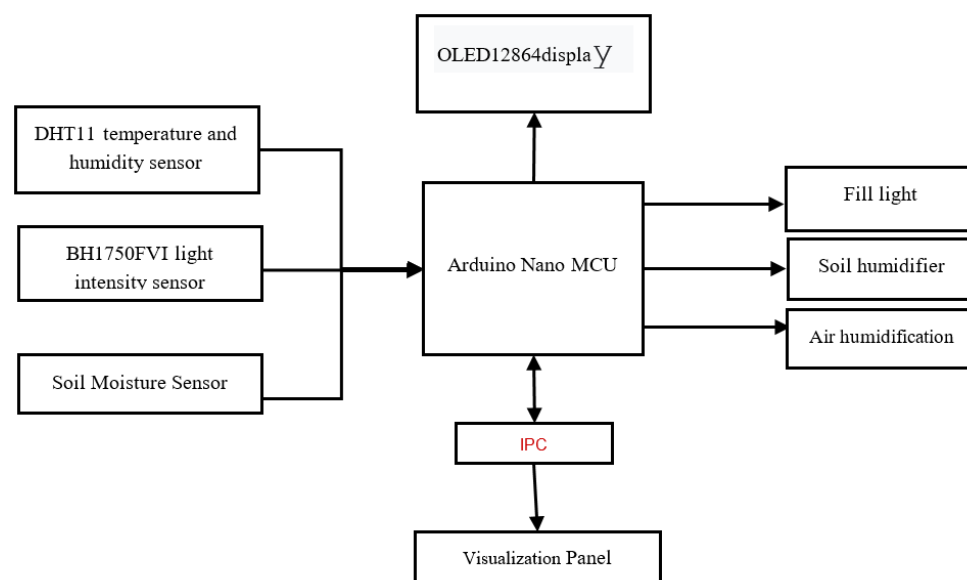 OLED12864display
DHT11 temperature and
humidity sensor
BH1750FVI light
intensity sensor
Soil Moisture Sensor
Arduino Nano MCU
Fill light
Soil humidifier
Air humidification
IPC
Visualization Panel